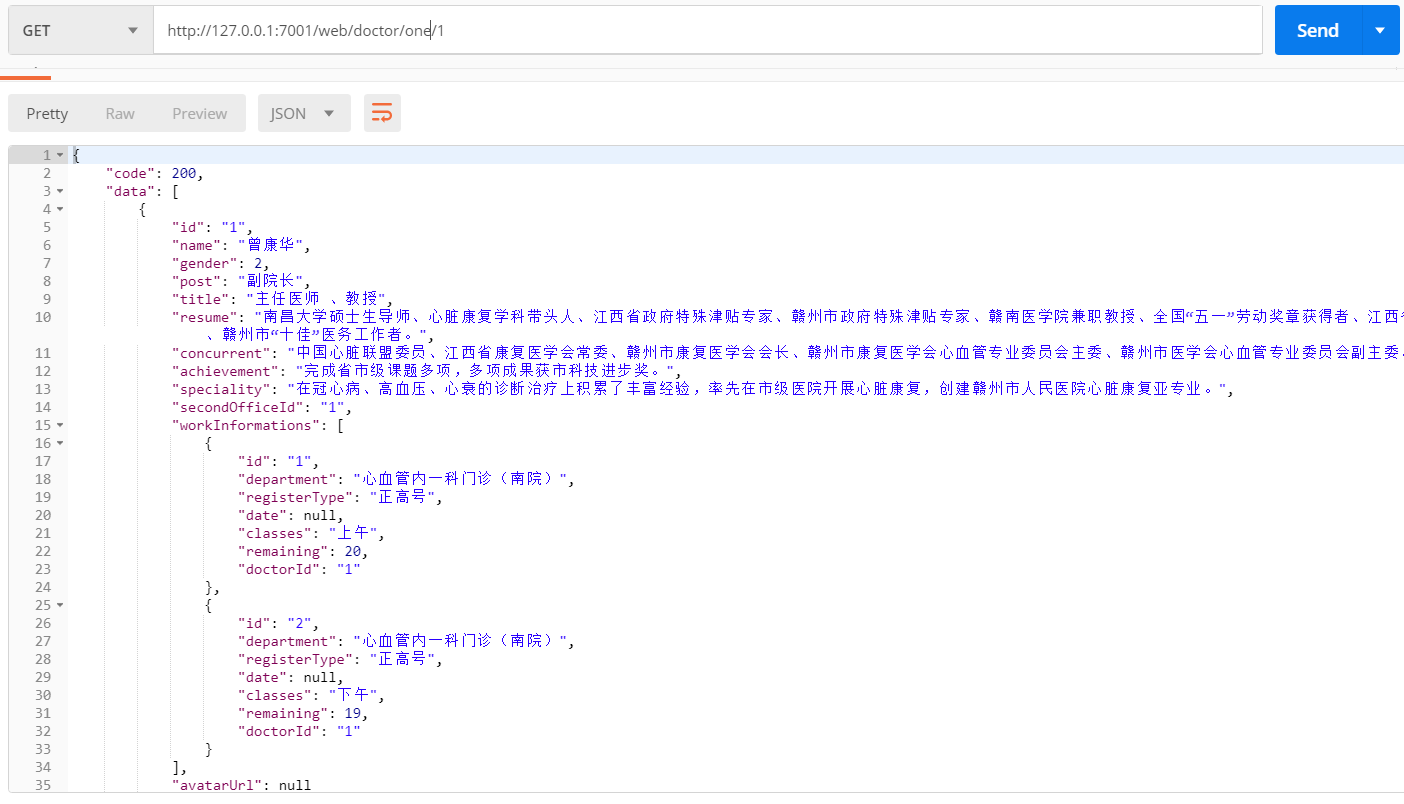 GET http://127.0.0.1:7001/web/doctor/one/1 Send
Pretty Raw Preview JSON
1 {
2 "code": 200,
3 "data": [
4 {
5 "id": "1",
6 "name": "曾康华",
7 "gender": 2,
8 "post": "副院长",
9 "title": "主任医师 、教授",
10 "resume": "南昌大学硕士生导师、心脏康复学科带头人、江西省政府特殊津贴专家、赣州市政府特殊津贴专家、赣南医学院兼职教授、全国“五一”劳动奖章获得者、江西
、赣州市“十佳”医务工作者。",
11 "concurrent": "中国心脏联盟委员、江西省康复医学会常委、赣州市康复医学会会长、赣州市康复医学会心血管专业委员会主委、赣州市医学会心血管专业委员会副主委
12 "achievement": "完成省市级课题多项，多项成果获市科技进步奖。",
13 "speciality": "在冠心病、高血压、心衰的诊断治疗上积累了丰富经验，率先在市级医院开展心脏康复，创建赣州市人民医院心脏康复亚专业。",
14 "secondOfficeId": "1",
15 "workInformations": [
16 {
17 "id": "1",
18 "department": "心血管内一科门诊（南院）",
19 "registerType": "正高号",
20 "date": null,
21 "classes": "上午",
22 "remaining": 20,
23 "doctorId": "1"
24 },
25 {
26 "id": "2",
27 "department": "心血管内一科门诊（南院）",
28 "registerType": "正高号",
29 "date": null,
30 "classes": "下午",
31 "remaining": 19,
32 "doctorId": "1"
33 }
34 ],
35 "avatarUrl": null